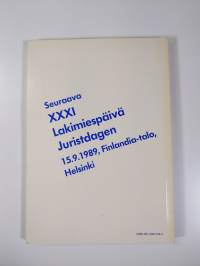 Seuraava
XXXI
Lakimiespäivä
Juristdagen
15.9.1989, Finlandia-talo,
Helsinki